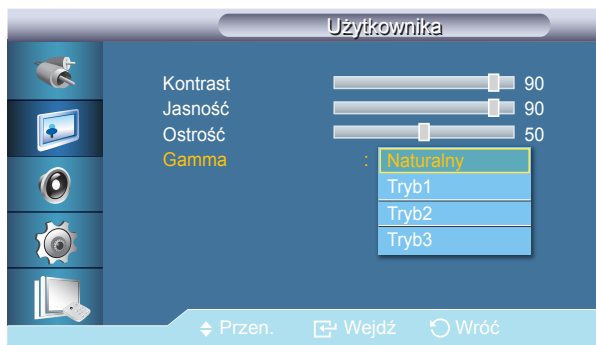 Użytkownika
Kontrast 90
Jasność 90
Ostrość 50
Gamma : Naturalny
Tryb1
Tryb2
Tryb3
Przen. Wejdź Wróć